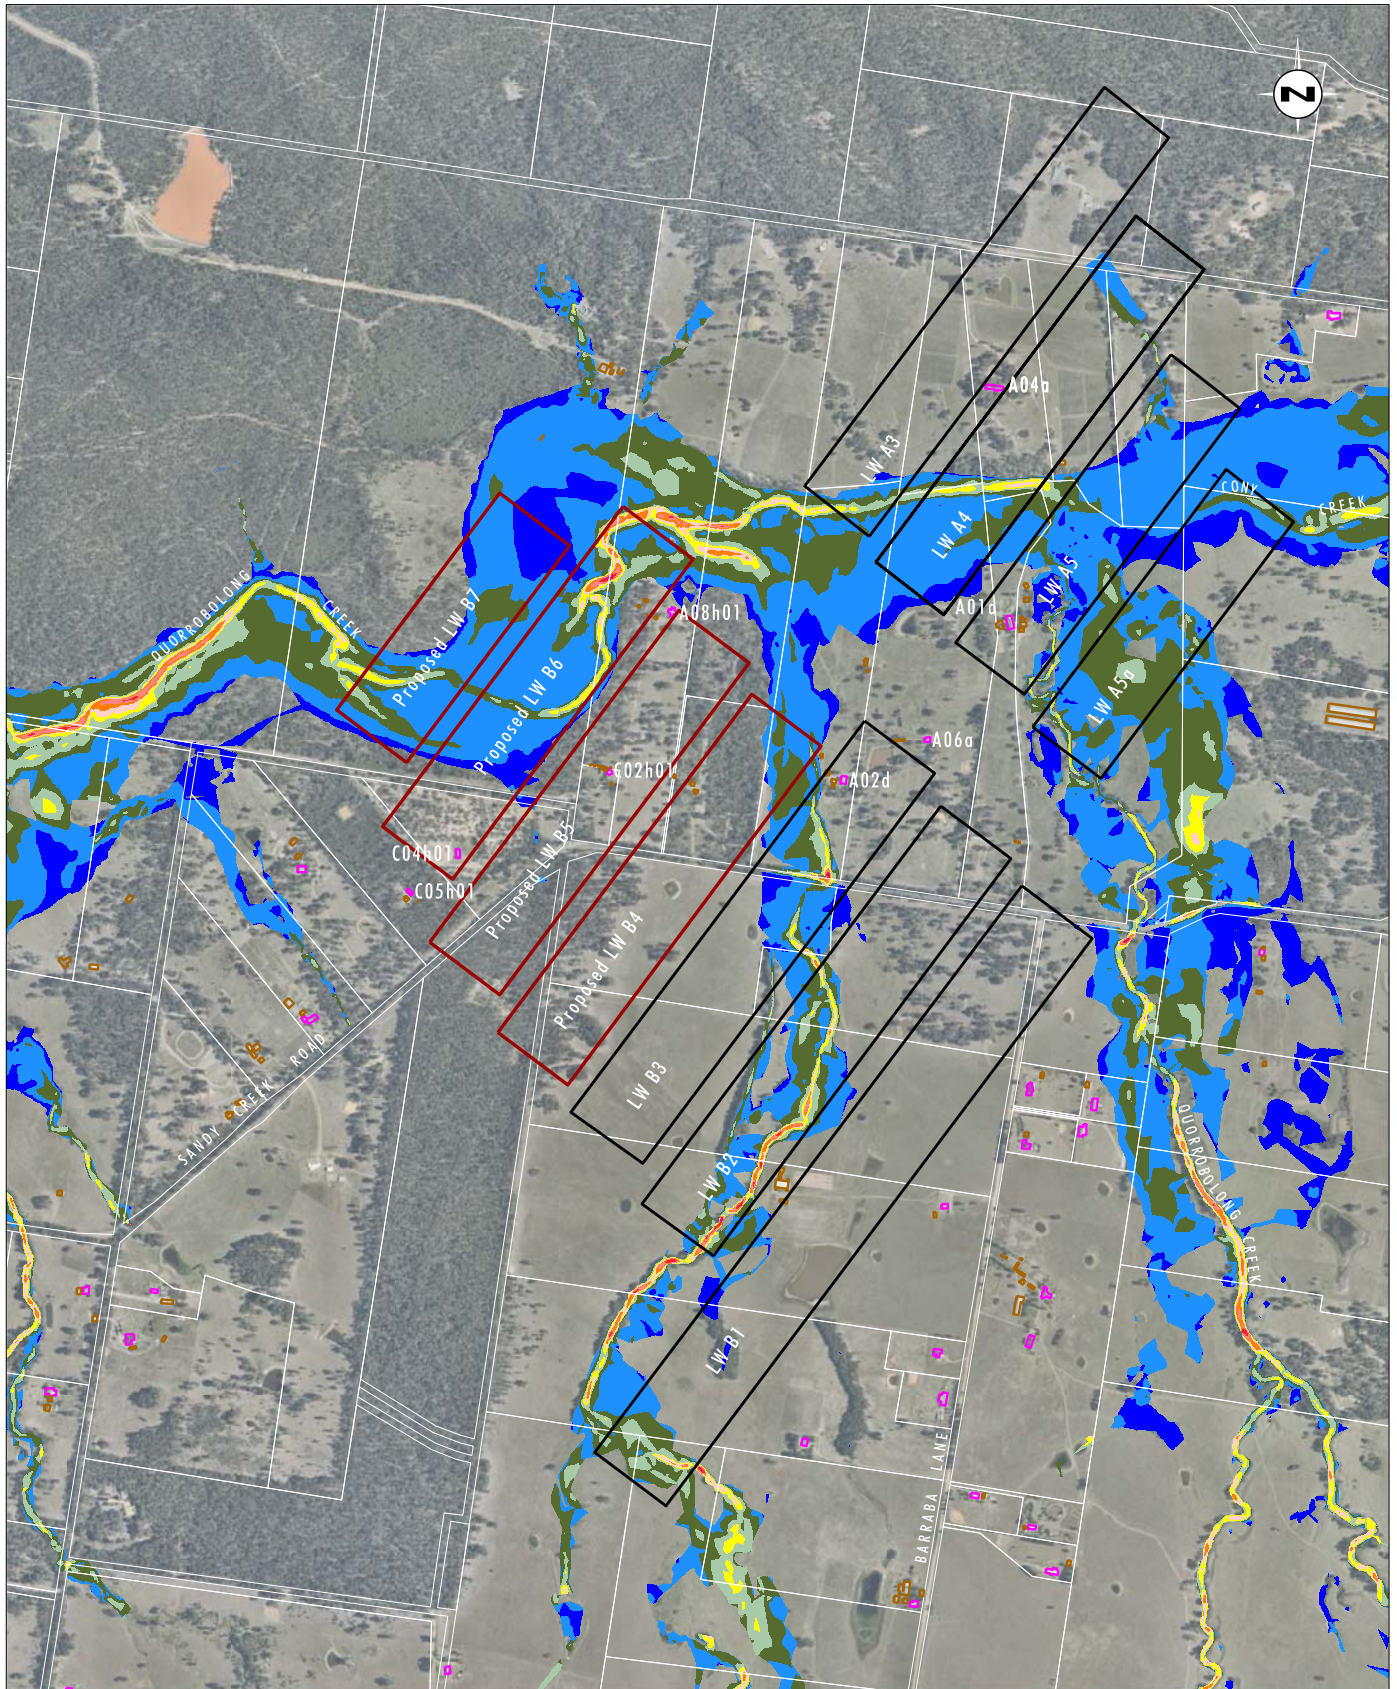 N
LW A3
A04a
LW A4
CONY
CREEK
QUORROBOLONG
CREEK
Proposed LW B7
A08h01
A01d
LW A5
Proposed LW B6
LW A5a
A06a
C02h01
A02d
C04h01
C05h01
Proposed LW B5
Proposed LW B4
SANDY CREEK ROAD
LW B3
LW B2
QUORROBOLONG
CREEK
LW B1
BARRABA LANE